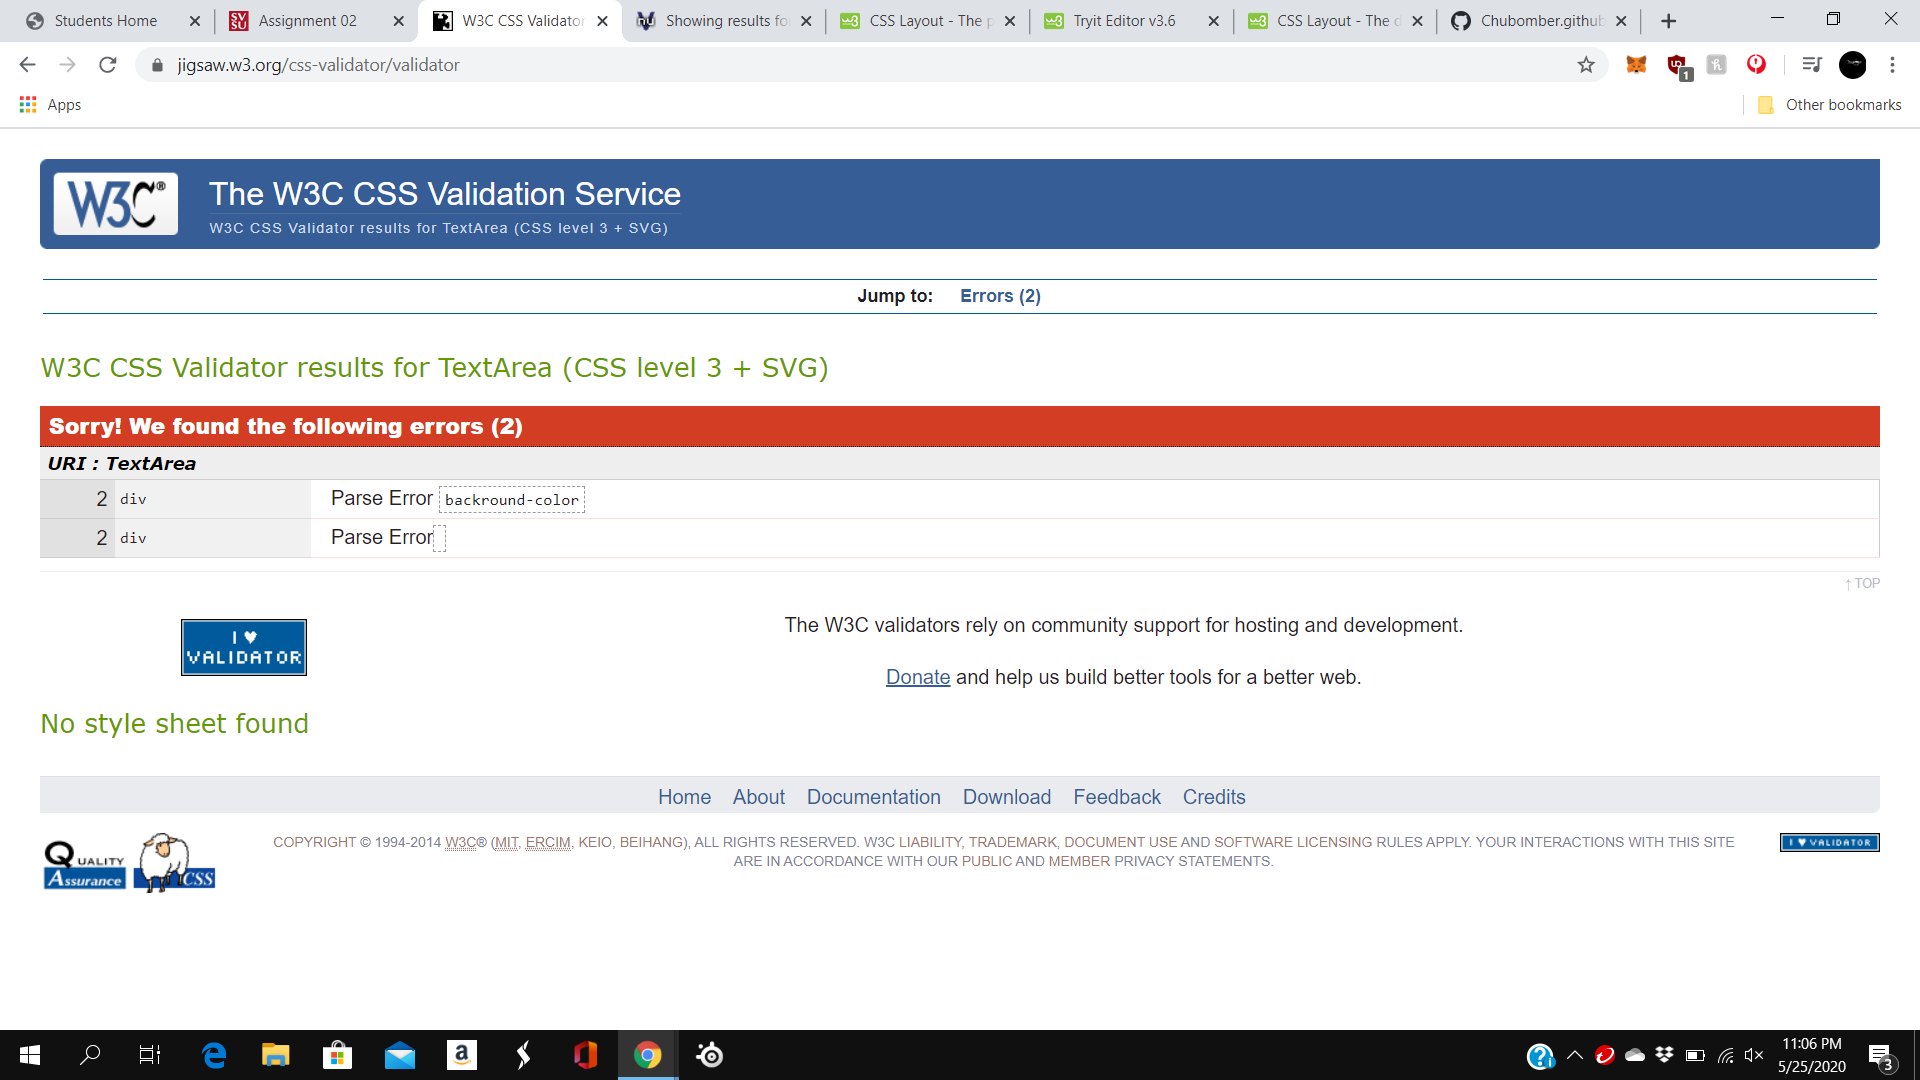 Students Home
Assignment 02
W3C CSS Validator
Showing results fo
CSS Layout - The p
Tryit Editor v3.6
CSS Layout - The d
Chubomber.github
jigsaw.w3.org/css-validator/validator
1
Apps
Other bookmarks
W3C®
The W3C CSS Validation Service
W3C CSS Validator results for TextArea (CSS level 3 + SVG)
Jump to: Errors (2)
W3C CSS Validator results for TextArea (CSS level 3 + SVG)
Sorry! We found the following errors (2)
URI : TextArea
2 div Parse Error backround-color
2 div Parse Error
↑ TOP
I ♥ VALIDATOR
The W3C validators rely on community support for hosting and development.
Donate and help us build better tools for a better web.
No style sheet found
Home About Documentation Download Feedback Credits
QUALITY
Assurance
CSS
COPYRIGHT © 1994-2014 W3C® (MIT, ERCIM, KEIO, BEIHANG), ALL RIGHTS RESERVED. W3C LIABILITY, TRADEMARK, DOCUMENT USE AND SOFTWARE LICENSING RULES APPLY. YOUR INTERACTIONS WITH THIS SITE
ARE IN ACCORDANCE WITH OUR PUBLIC AND MEMBER PRIVACY STATEMENTS.
I ♥ VALIDATOR
11:06 PM
5/25/2020
3